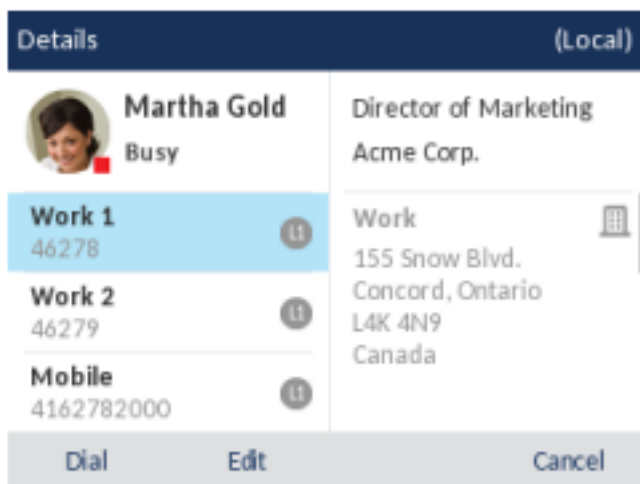 Details
(Local)
Martha Gold
Busy
Work 1
46278
L1
Work 2
46279
L1
Mobile
4162782000
L1
Director of Marketing
Acme Corp.
Work
155 Snow Blvd.
Concord, Ontario
L4K 4N9
Canada
Dial
Edit
Cancel